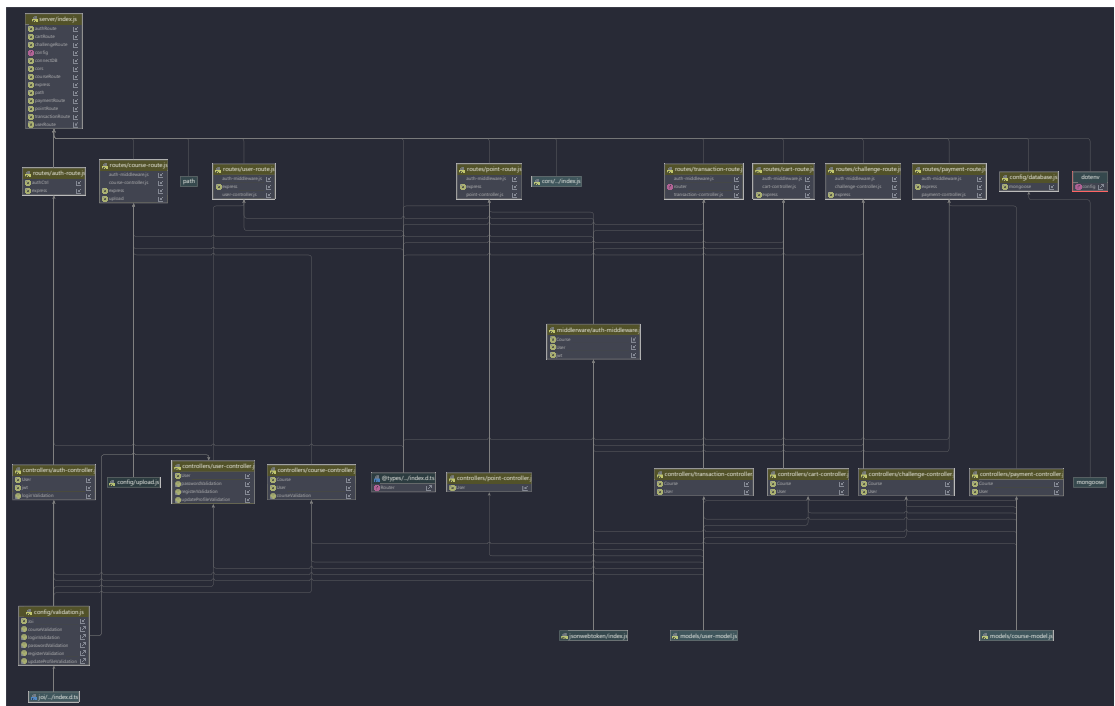 server/index.js
authRoute
cartRoute
challengeRoute
config
connectDB
cors
courseRoute
express
path
paymentRoute
pointRoute
transactionRoute
userRoute
routes/auth-route.js
authCtrl
express
routes/course-route.js
auth-middleware.js
course-controller.js
express
upload
path
routes/user-route.js
auth-middleware.js
express
user-controller.js
routes/point-route.js
auth-middleware.js
express
point-controller.js
cors/.../index.js
routes/transaction-route.js
auth-middleware.js
Router
transaction-controller.js
routes/cart-route.js
auth-middleware.js
cart-controller.js
express
routes/challenge-route.js
auth-middleware.js
challenge-controller.js
express
routes/payment-route.js
auth-middleware.js
express
payment-controller.js
config/database.js
mongoose
dotenv
config
middlerware/auth-middleware.js
Course
User
jwt
controllers/auth-controller.js
User
jwt
loginValidation
config/upload.js
controllers/user-controller.js
User
passwordValidation
registerValidation
updateProfileValidation
controllers/course-controller.js
Course
User
courseValidation
@types/.../index.d.ts
Router
controllers/point-controller.js
User
controllers/transaction-controller
Course
User
controllers/cart-controller.js
Course
User
controllers/challenge-controller.js
Course
User
controllers/payment-controller.js
Course
User
mongoose
config/validation.js
Joi
courseValidation
loginValidation
passwordValidation
registerValidation
updateProfileValidation
jsonwebtoken/index.js
models/user-model.js
models/course-model.js
joi/.../index.d.ts